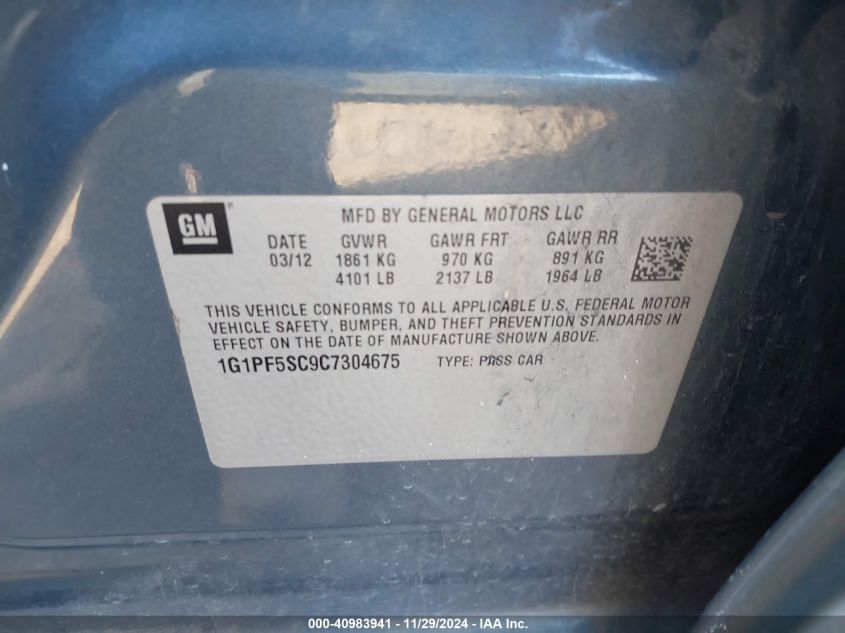 GM
MFD BY GENERAL MOTORS LLC
DATE GVWR GAWR FRT GAWR RR
03/12 1861 KG 970 KG 891 KG
4101 LB 2137 LB 1964 LB
THIS VEHICLE CONFORMS TO ALL APPLICABLE U.S. FEDERAL MOTOR
VEHICLE SAFETY, BUMPER, AND THEFT PREVENTION STANDARDS IN
EFFECT ON THE DATE OF MANUFACTURE SHOWN ABOVE.
1G1PF5SC9C7304675 TYPE: PASS CAR
000-40983941 - 11/29/2024 - IAA Inc.